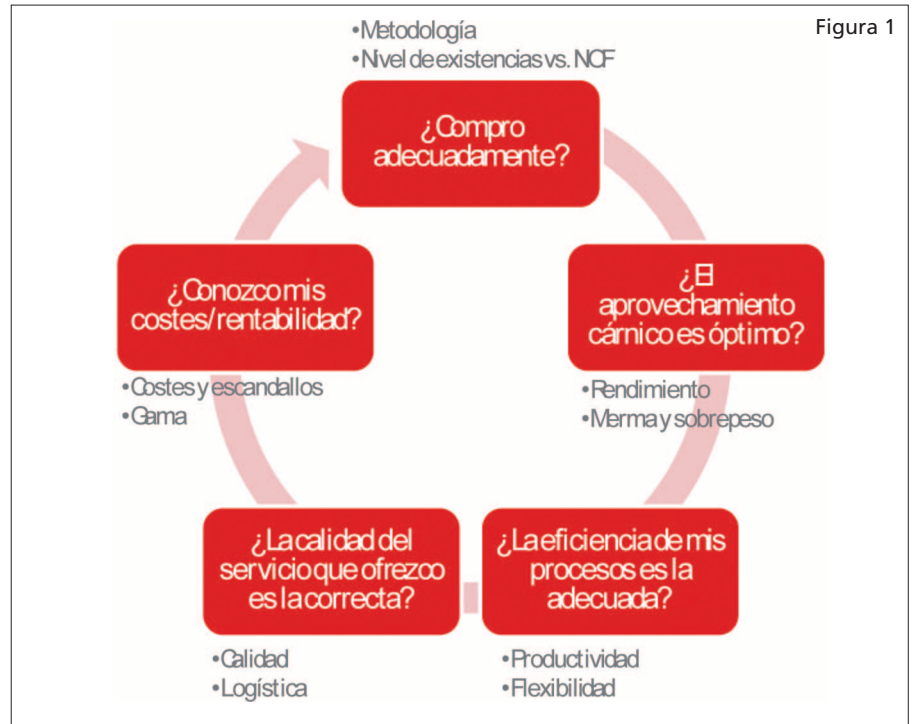 Figura 1
•Metodología
•Nivel de existencias vs. NCF
¿Compro
adecuadamente?
¿El
aprovechamiento
cárnico es óptimo?
•Rendimiento
•Merma y sobrepeso
¿La eficiencia de mis
procesos es la
adecuada?
•Productividad
•Flexibilidad
¿La calidad del
servicio que ofrezco
es la correcta?
•Calidad
•Logística
¿Conozco mis
costes/rentabilidad?
•Costes y escandallos
•Gama